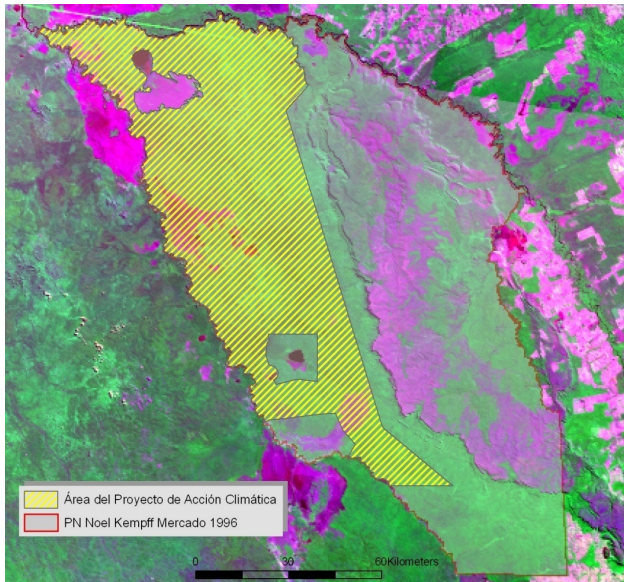 Área del Proyecto de Acción Climática
PN Noel Kempff Mercado 1996
0 30 60Kilometers